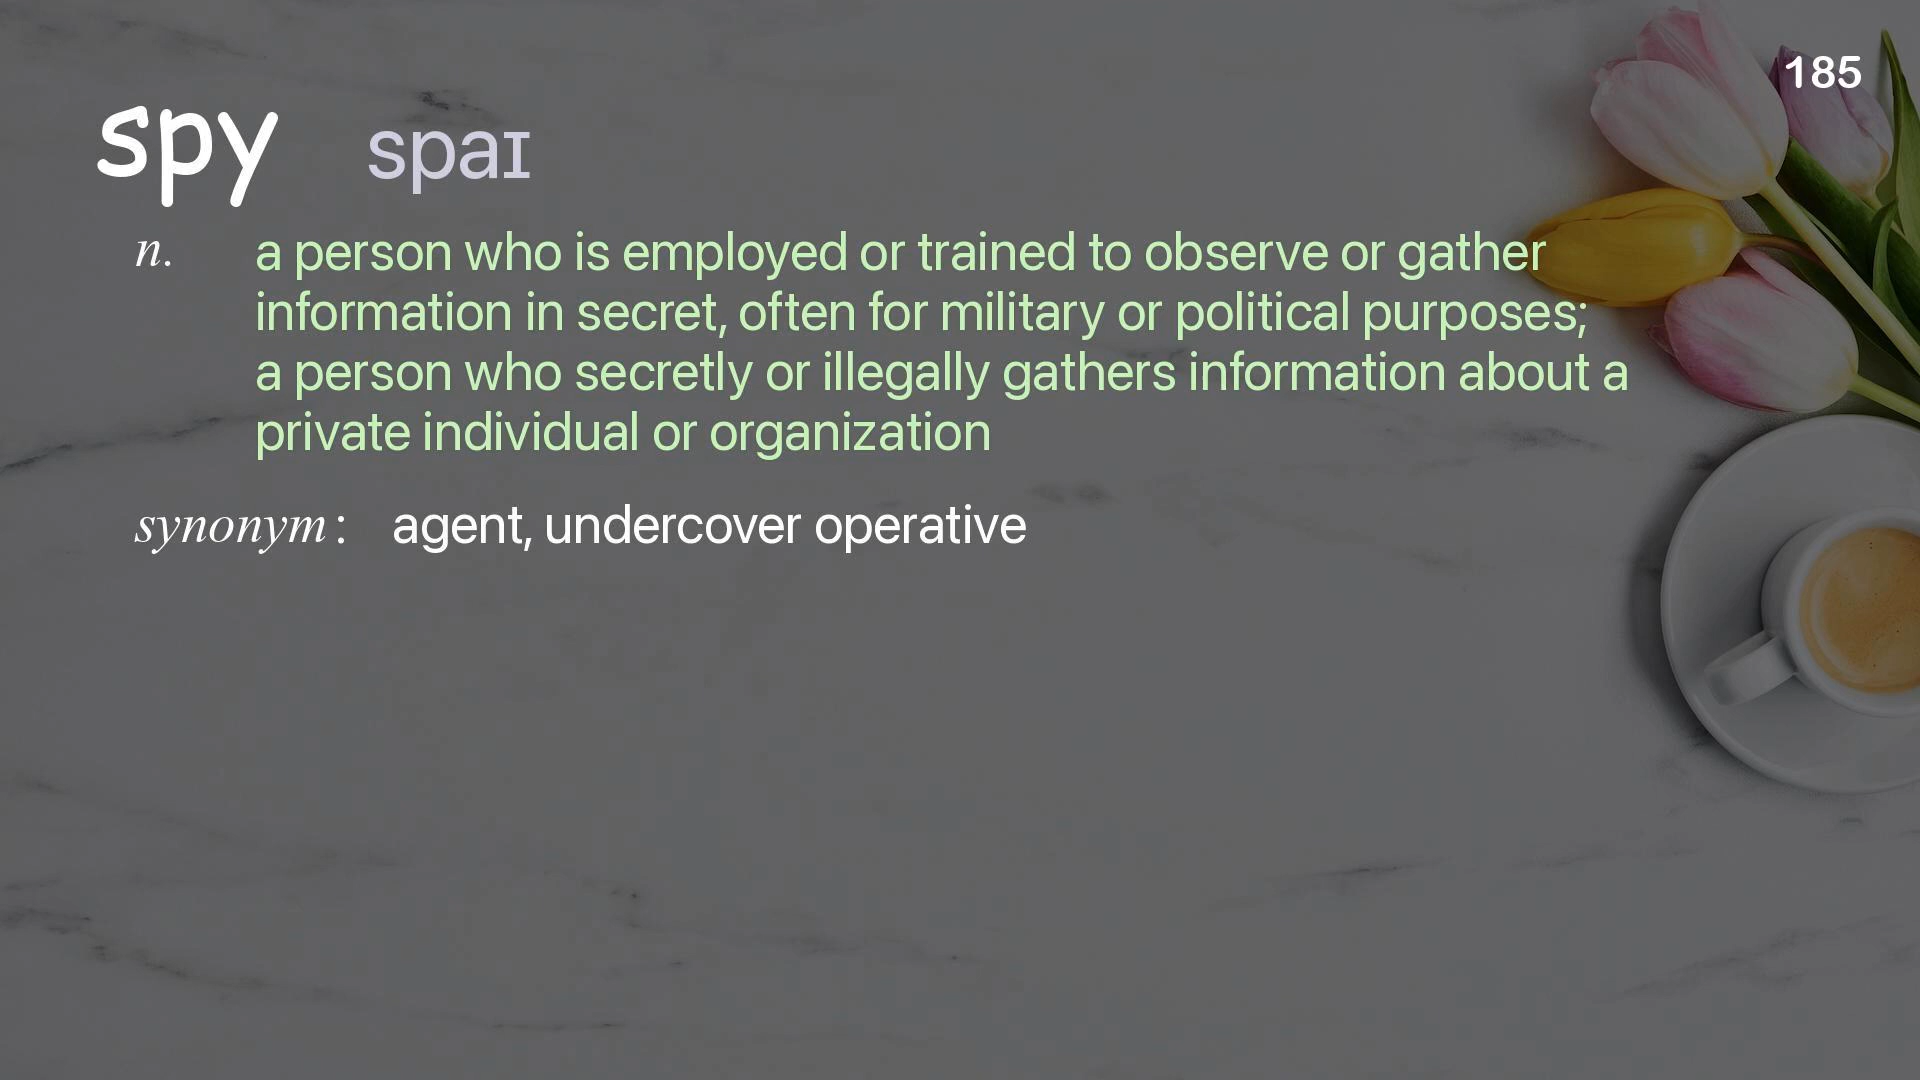 185
spy spaɪ
n. a person who is employed or trained to observe or gather
information in secret, often for military or political purposes;
a person who secretly or illegally gathers information about a
private individual or organization
synonym: agent, undercover operative